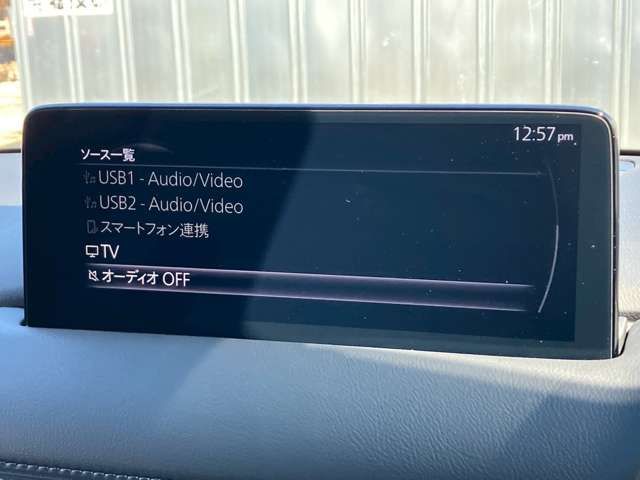 12:57 pm
ソース一覧
USB1 - Audio/Video
USB2 - Audio/Video
スマートフォン連携
TV
オーディオ OFF